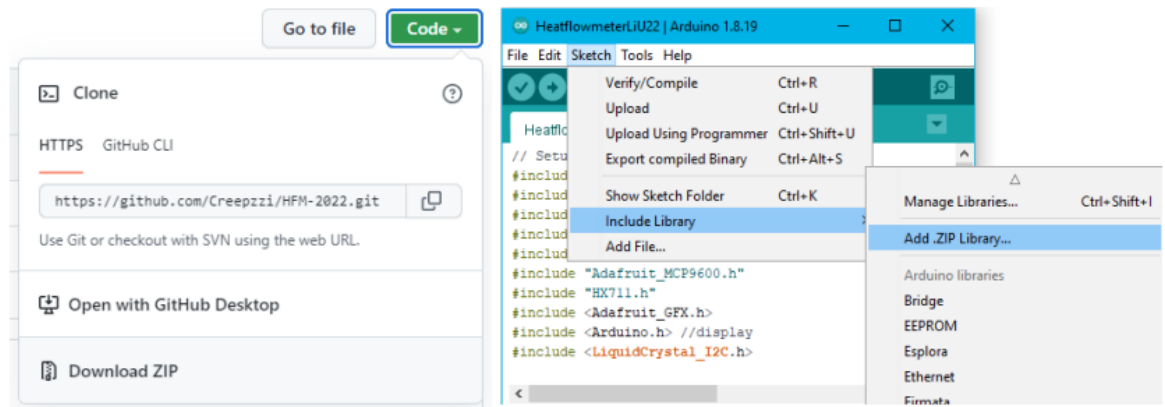 Go to file
Code
Clone
HTTPS GitHub CLI
https://github.com/Creepzzi/HFM-2022.git
Use Git or checkout with SVN using the web URL.
Open with GitHub Desktop
Download ZIP
HeatflowmeterLiU22 | Arduino 1.8.19
File Edit Sketch Tools Help
Verify/Compile Ctrl+R
Upload Ctrl+U
Upload Using Programmer Ctrl+Shift+U
Export compiled Binary Ctrl+Alt+S
Show Sketch Folder Ctrl+K
Include Library
Add File...
Heatflo
// Setu
#includ
#includ
#includ
#includ
#includ
#include "Adafruit_MCP9600.h"
#include "HX711.h"
#include <Adafruit_GFX.h>
#include <Arduino.h> //display
#include <LiquidCrystal_I2C.h>
Manage Libraries... Ctrl+Shift+I
Add .ZIP Library...
Arduino libraries
Bridge
EEPROM
Esplora
Ethernet
Firmata